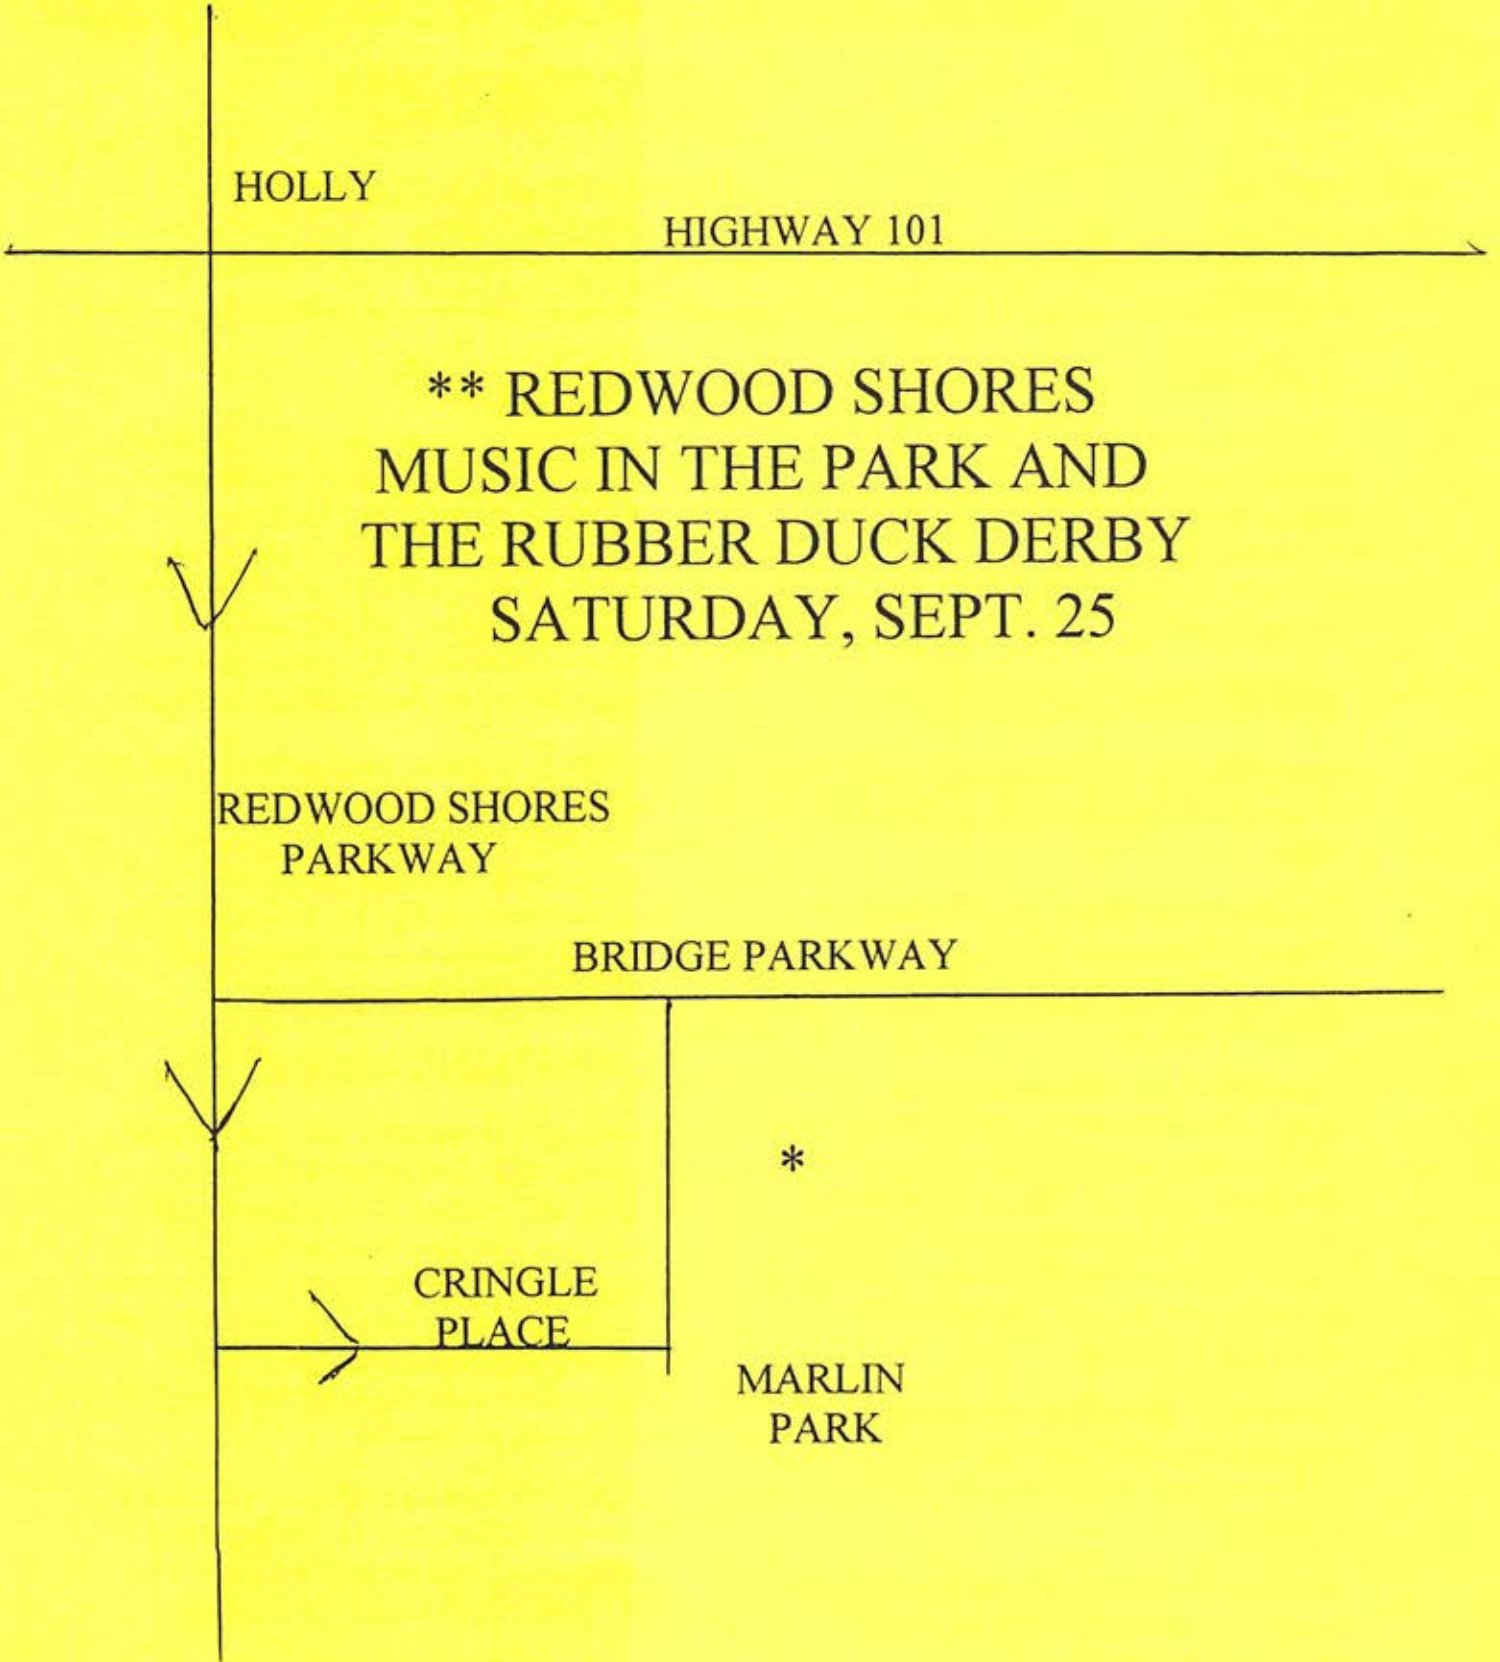 HOLLY
HIGHWAY 101
** REDWOOD SHORES
MUSIC IN THE PARK AND
THE RUBBER DUCK DERBY
SATURDAY, SEPT. 25
REDWOOD SHORES
PARKWAY
BRIDGE PARKWAY
*
CRINGLE
PLACE
MARLIN
PARK